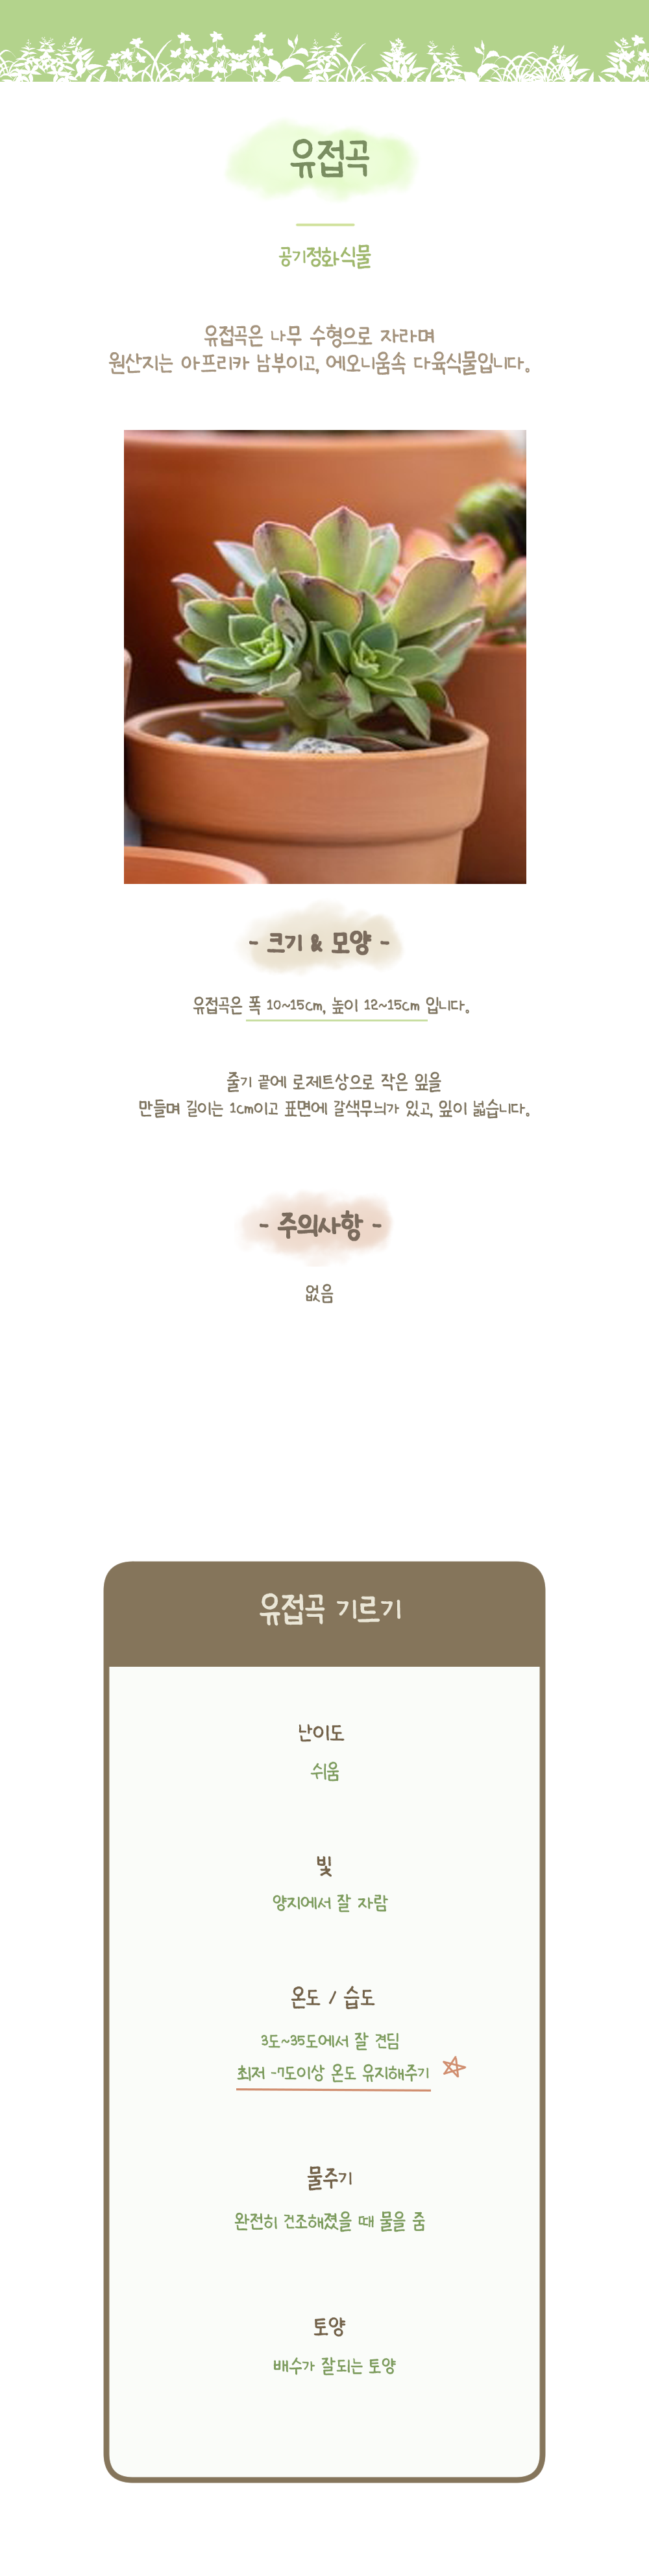 유접곡
공기정화식물
유접곡은 나무 수형으로 자라며
원산지는 아프리카 남부이고, 에오니움속 다육식물입니다.
- 크기 & 모양 -
유접곡은 폭 10~15cm, 높이 12~15cm 입니다.
줄기 끝에 로제트상으로 작은 잎을
만들며 길이는 1cm이고 표면에 갈색무늬가 있고, 잎이 넓습니다.
- 주의사항 -
없음
유접곡 기르기
난이도
쉬움
빛
양지에서 잘 자람
온도 / 습도
3도~35도에서 잘 견딤
최저 -7도이상 온도 유지해주기
물주기
완전히 건조해졌을 때 물을 줌
토양
배수가 잘되는 토양